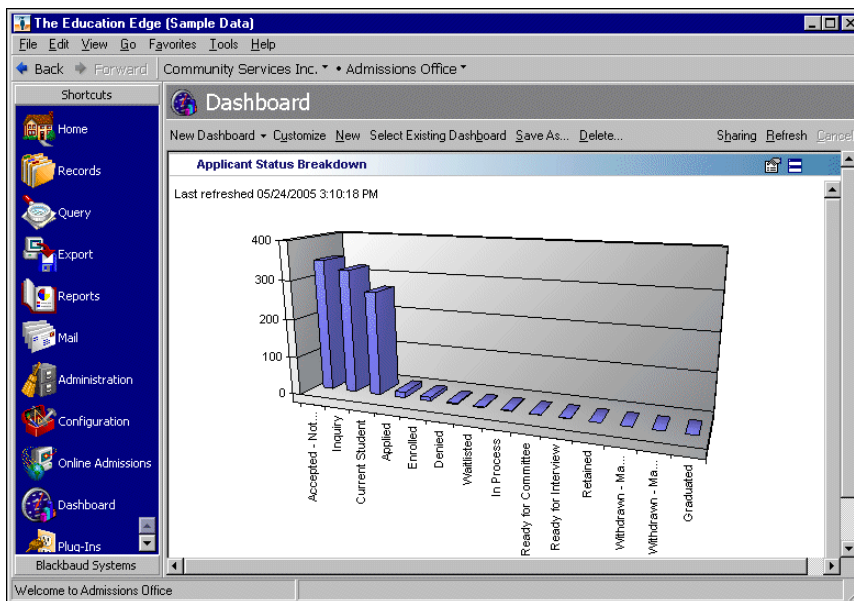 The Education Edge (Sample Data)
File Edit View Go Favorites Tools Help
Back Forward Community Services Inc. • Admissions Office
Shortcuts
Home
Records
Query
Export
Reports
Mail
Administration
Configuration
Online Admissions
Dashboard
Plug-Ins
Blackbaud Systems
Dashboard
New Dashboard Customize New Select Existing Dashboard Save As... Delete... Sharing Refresh Cancel
Applicant Status Breakdown
Last refreshed 05/24/2005 3:10:18 PM
400
300
200
100
0
Accepted - Not...
Inquiry
Current Student
Applied
Enrolled
Denied
Waitlisted
In Process
Ready for Committee
Ready for Interview
Retained
Withdrawn - Ma...
Withdrawn - Ma...
Graduated
Welcome to Admissions Office